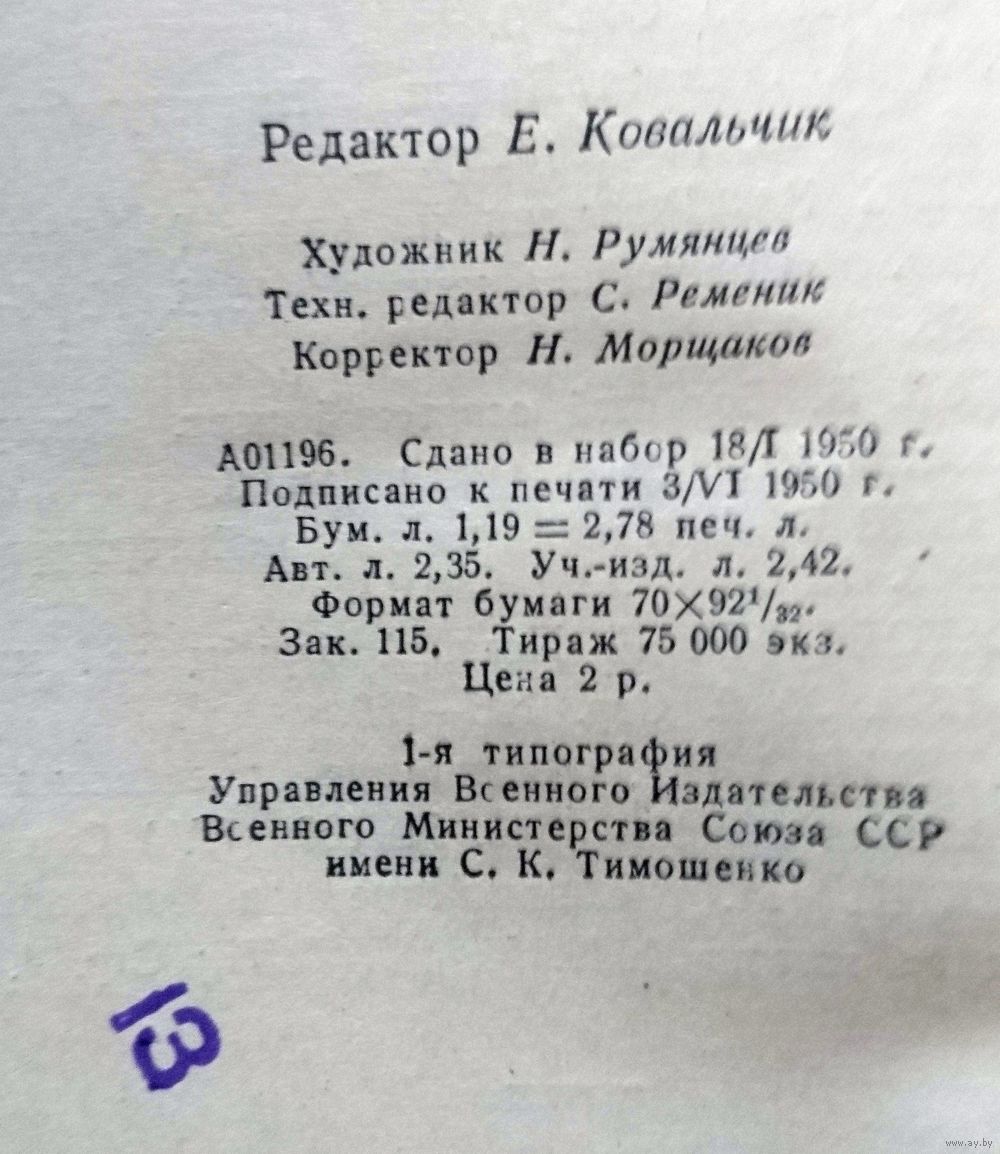 Редактор Е. Ковальчик
Художник Н. Румянцев
Техн. редактор С. Ременик
Корректор Н. Морщаков
А01196. Сдано в набор 18/I 1950 г.
Подписано к печати 3/VI 1950 г.
Бум. л. 1,19 = 2,78 печ. л.
Авт. л. 2,35. Уч.-изд. л. 2,42.
Формат бумаги 70×92¹/₃₂.
Зак. 115. Тираж 75 000 экз.
Цена 2 р.
1-я типография
Управления Военного Издательства
Военного Министерства Союза ССР
имени С. К. Тимошенко
13
www.ay.by